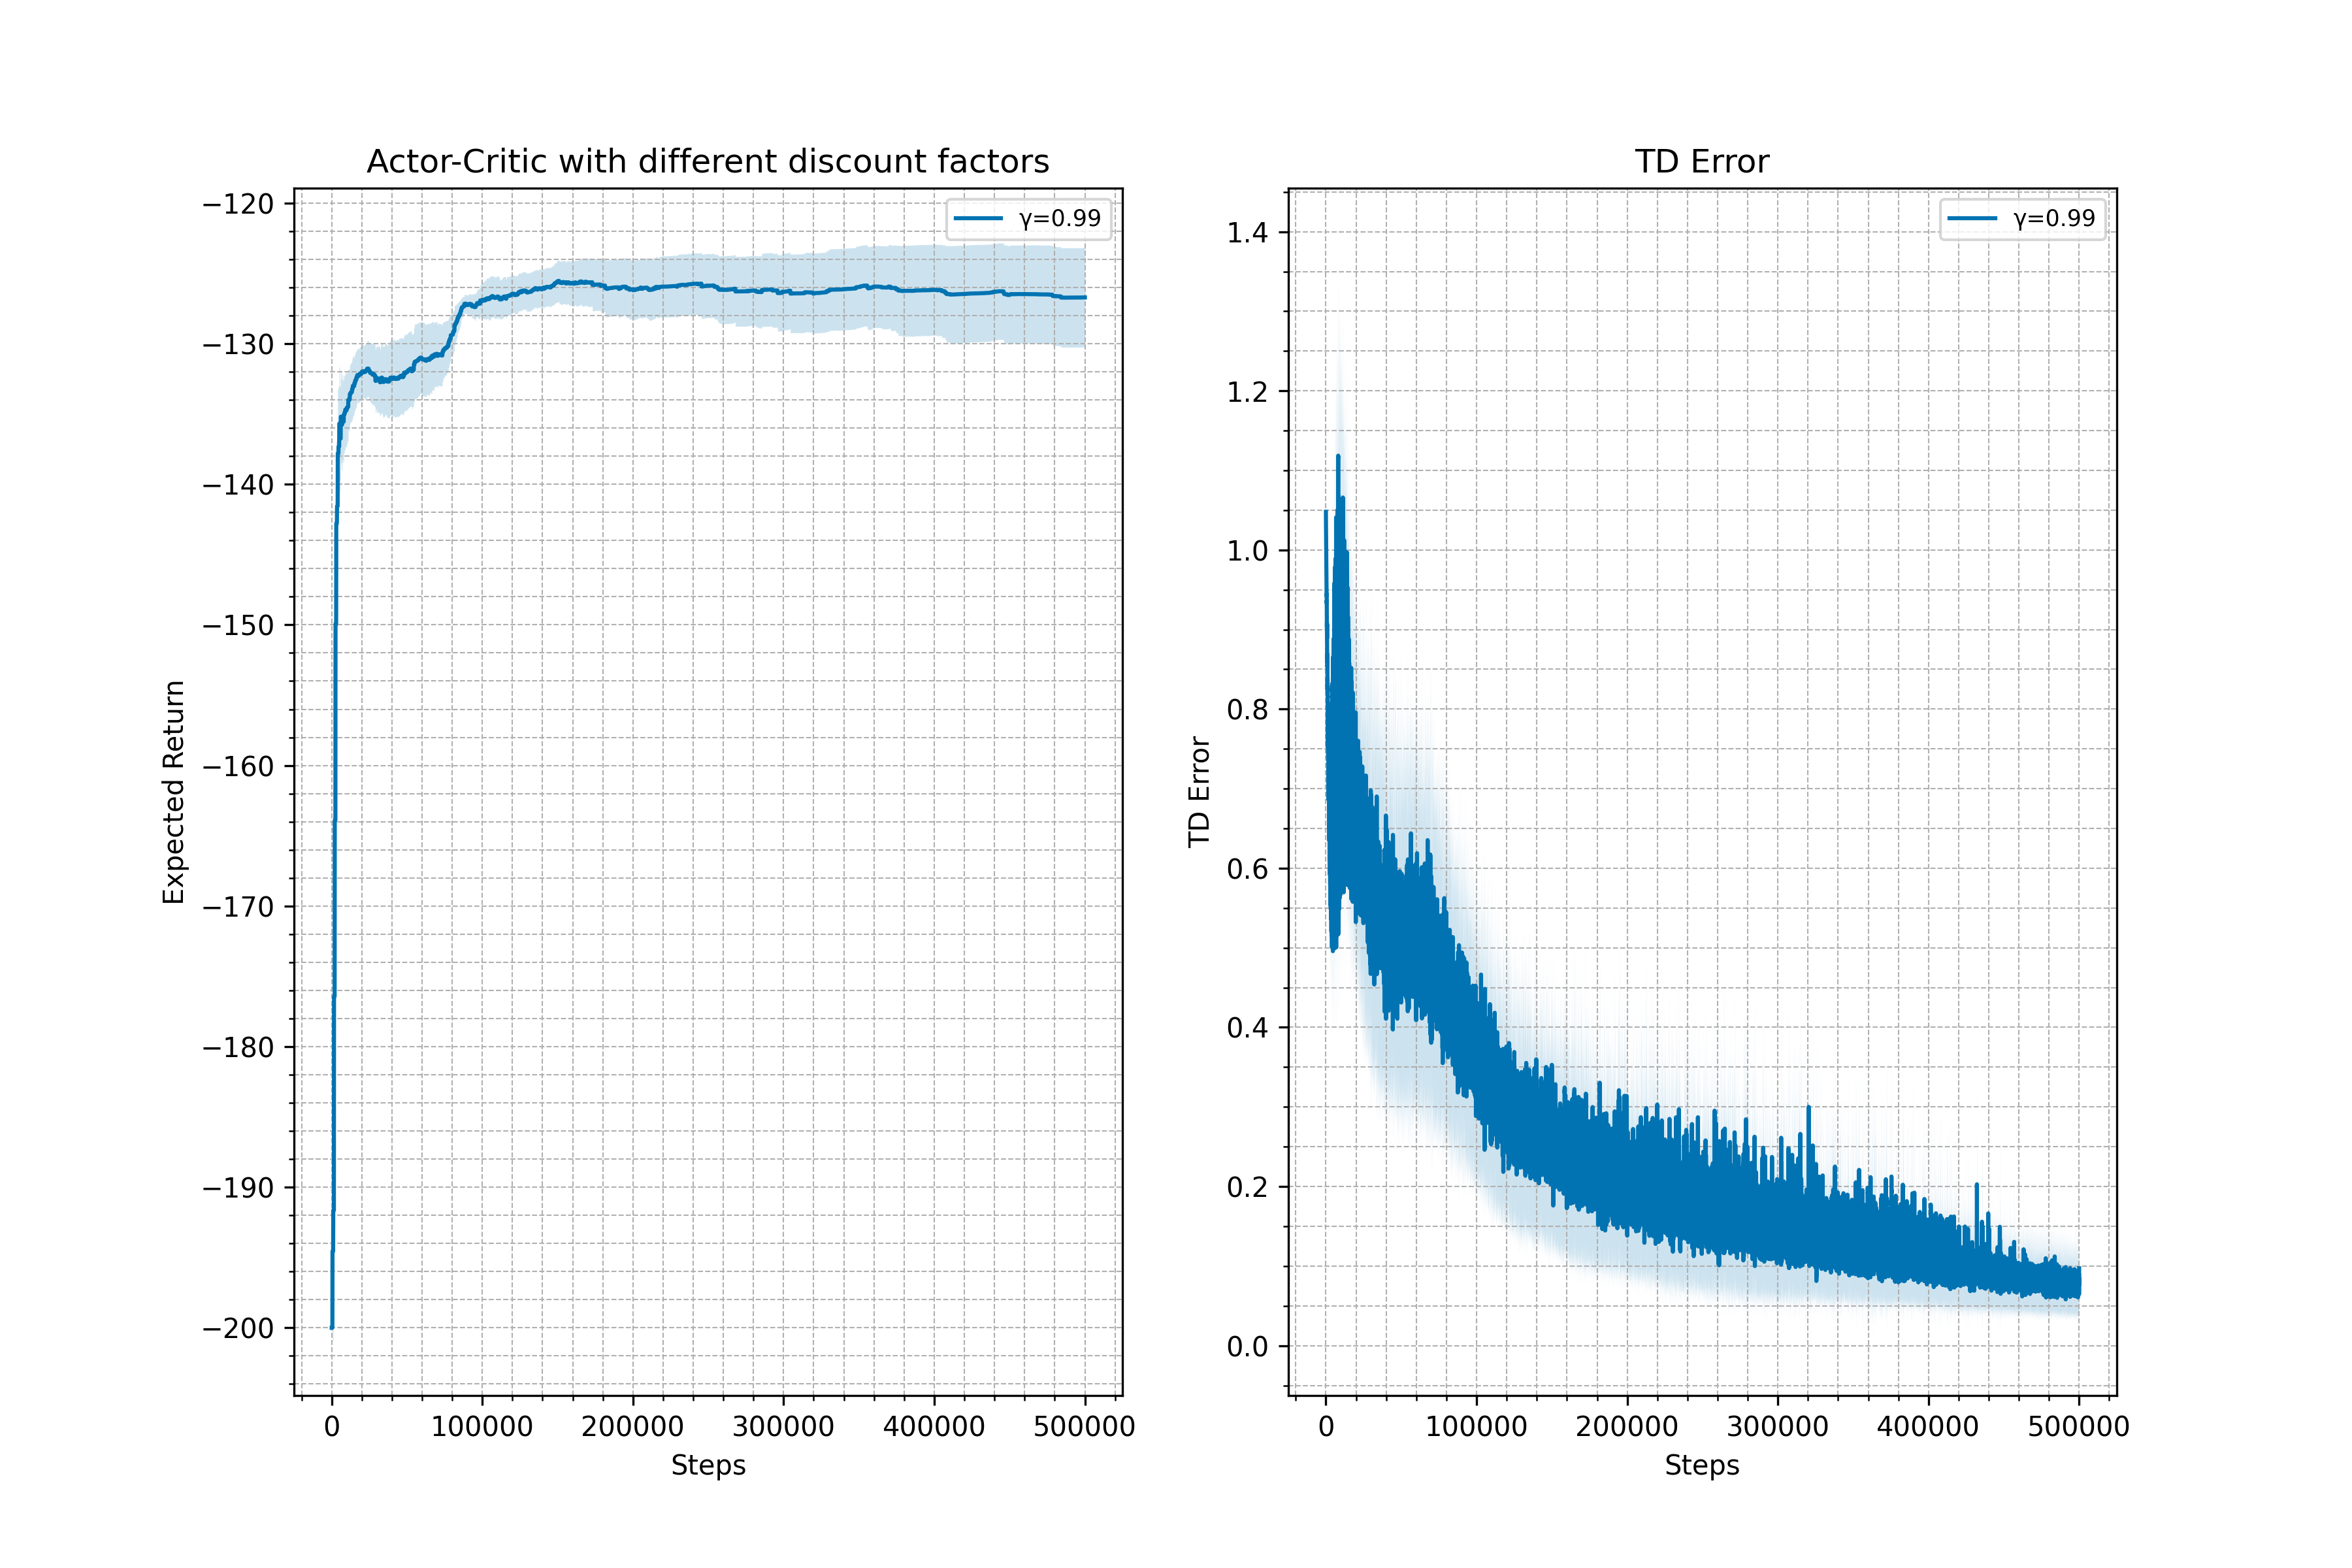 Actor-Critic with different discount factors
γ=0.99
−120
−130
−140
−150
−160
−170
−180
−190
−200
Expected Return
0 100000 200000 300000 400000 500000
Steps
TD Error
γ=0.99
1.4
1.2
1.0
0.8
0.6
0.4
0.2
0.0
TD Error
0 100000 200000 300000 400000 500000
Steps